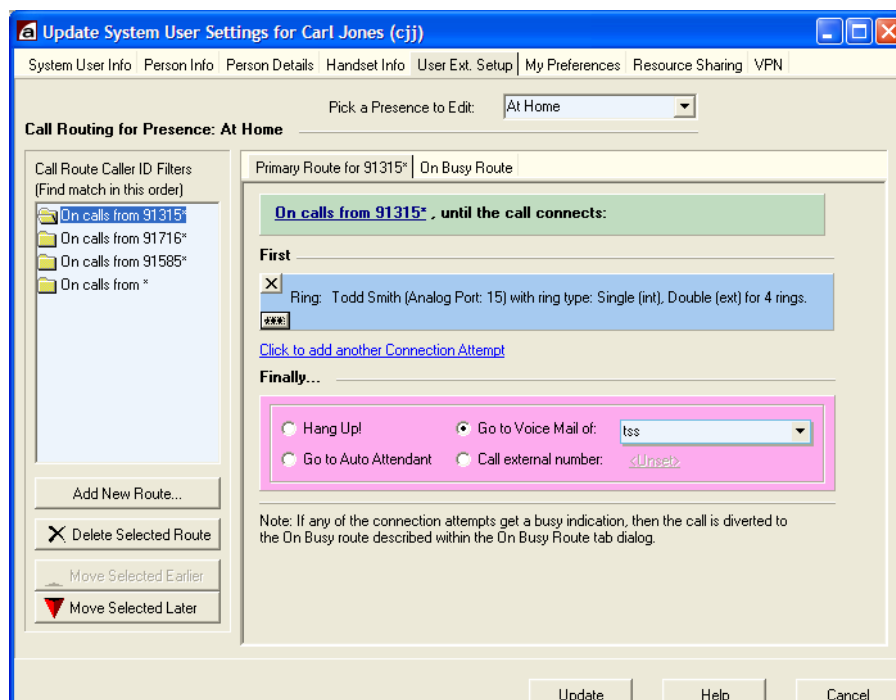 Update System User Settings for Carl Jones (cjj)
System User Info Person Info Person Details Handset Info User Ext. Setup My Preferences Resource Sharing VPN
Pick a Presence to Edit: At Home
Call Routing for Presence: At Home
Call Route Caller ID Filters
(Find match in this order)
On calls from 91315*
On calls from 91716*
On calls from 91585*
On calls from *
Add New Route...
Delete Selected Route
Move Selected Earlier
Move Selected Later
Primary Route for 91315* On Busy Route
On calls from 91315* , until the call connects:
First
Ring: Todd Smith (Analog Port: 15) with ring type: Single (int), Double (ext) for 4 rings.
Click to add another Connection Attempt
Finally...
Hang Up! Go to Voice Mail of: tss
Go to Auto Attendant Call external number: <Unset>
Note: If any of the connection attempts get a busy indication, then the call is diverted to
the On Busy route described within the On Busy Route tab dialog.
Update Help Cancel